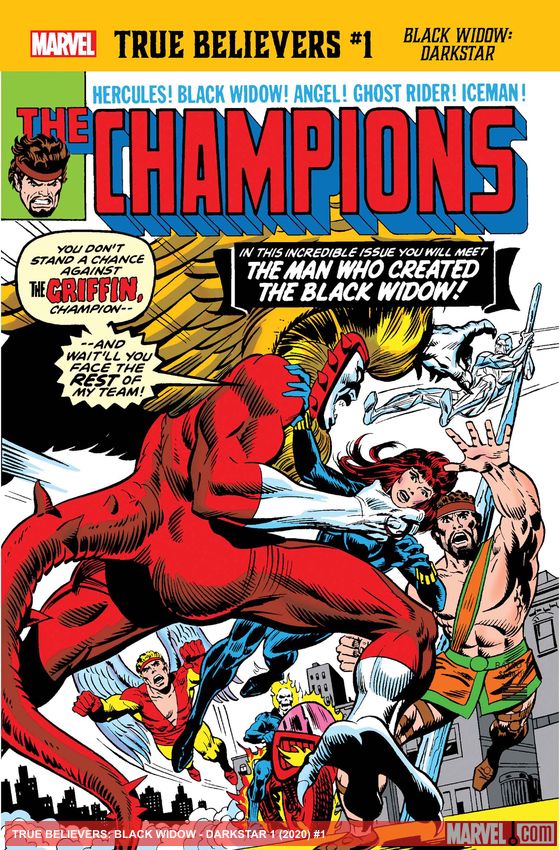 MARVEL
TRUE BELIEVERS #1
BLACK WIDOW:
DARKSTAR
HERCULES! BLACK WIDOW! ANGEL! GHOST RIDER! ICEMAN!
THE
CHAMPIONS
YOU DON'T
STAND A CHANCE
AGAINST
THE GRIFFIN,
CHAMPION--
--AND
WAIT'LL YOU
FACE THE
REST OF
MY TEAM!
IN THIS INCREDIBLE ISSUE YOU WILL MEET
THE MAN WHO CREATED
THE BLACK WIDOW!
TRUE BELIEVERS: BLACK WIDOW - DARKSTAR 1 (2020) #1
MARVEL.com